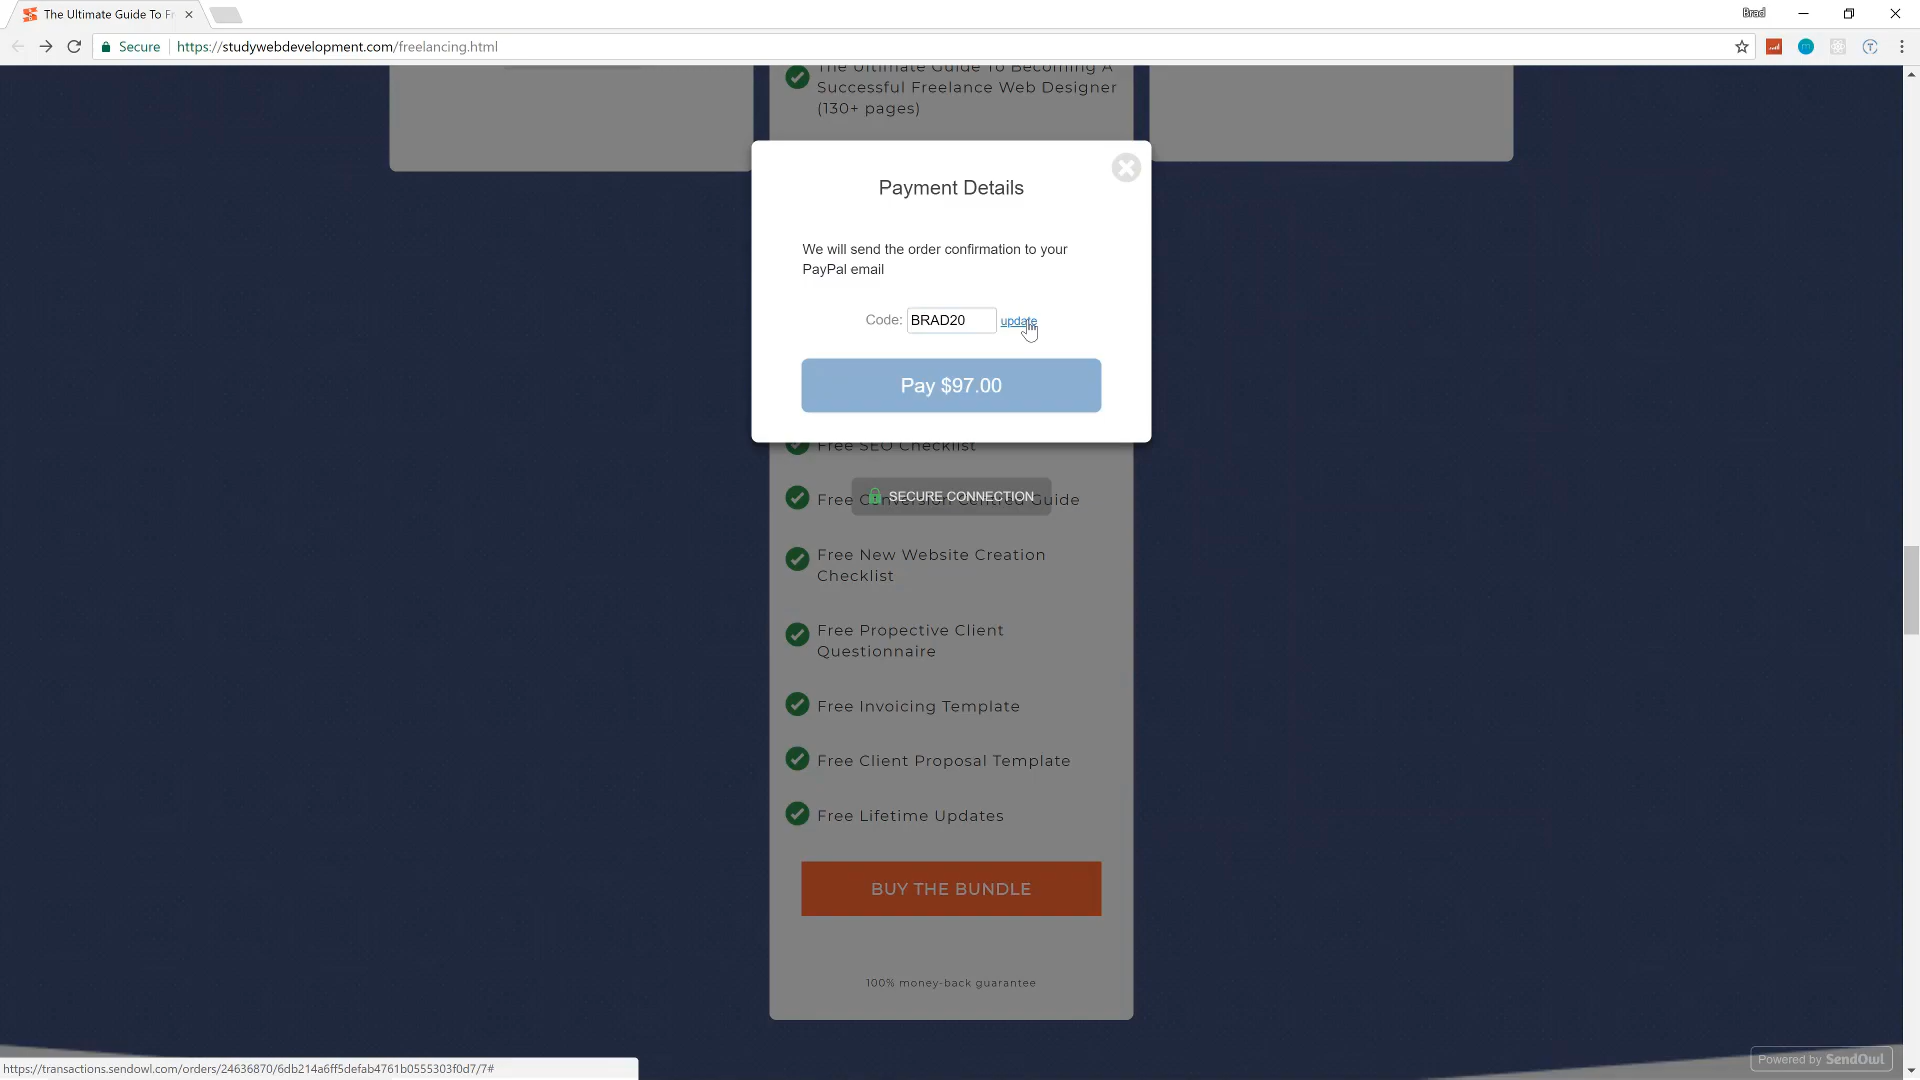 The Ultimate Guide To Fr
Brad
Secure
https://studywebdevelopment.com/freelancing.html
The Ultimate Guide To Becoming A
Successful Freelance Web Designer
(130+ pages)
Payment Details
We will send the order confirmation to your
PayPal email
Code: BRAD20 update
Pay $97.00
Free SEO Checklist
SECURE CONNECTION
Free Conversion Centred Guide
Free New Website Creation
Checklist
Free Propective Client
Questionnaire
Free Invoicing Template
Free Client Proposal Template
Free Lifetime Updates
BUY THE BUNDLE
100% money-back guarantee
Powered by SendOwl
https://transactions.sendowl.com/orders/24636870/6db214a6ff5defab4761b0555303f0d7/7#